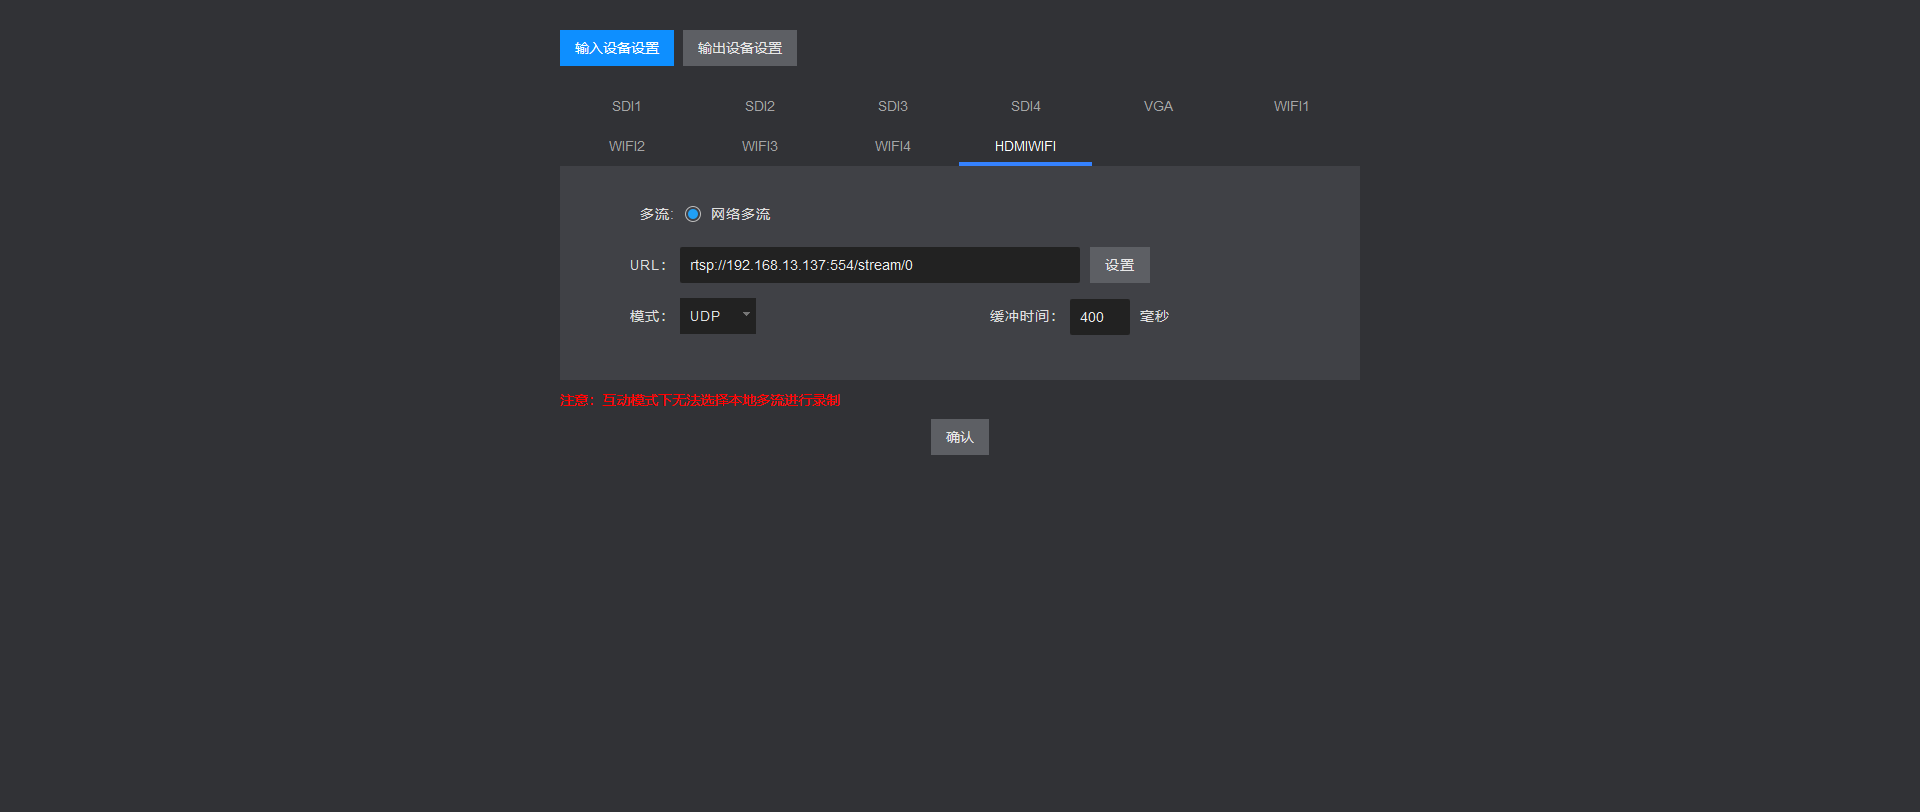 输入设备设置 输出设备设置
SDI1 SDI2 SDI3 SDI4 VGA WIFI1
WIFI2 WIFI3 WIFI4 HDMIWIFI
多流: 网络多流
URL： rtsp://192.168.13.137:554/stream/0 设置
模式： UDP 缓冲时间： 400 毫秒
注意：互动模式下无法选择本地多流进行录制
确认